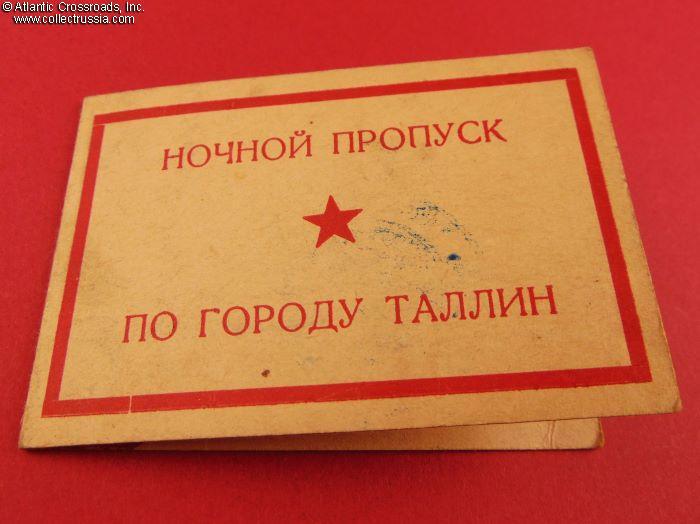 © Atlantic Crossroads, Inc.
www.collectrussia.com
НОЧНОЙ ПРОПУСК
ПО ГОРОДУ ТАЛЛИН